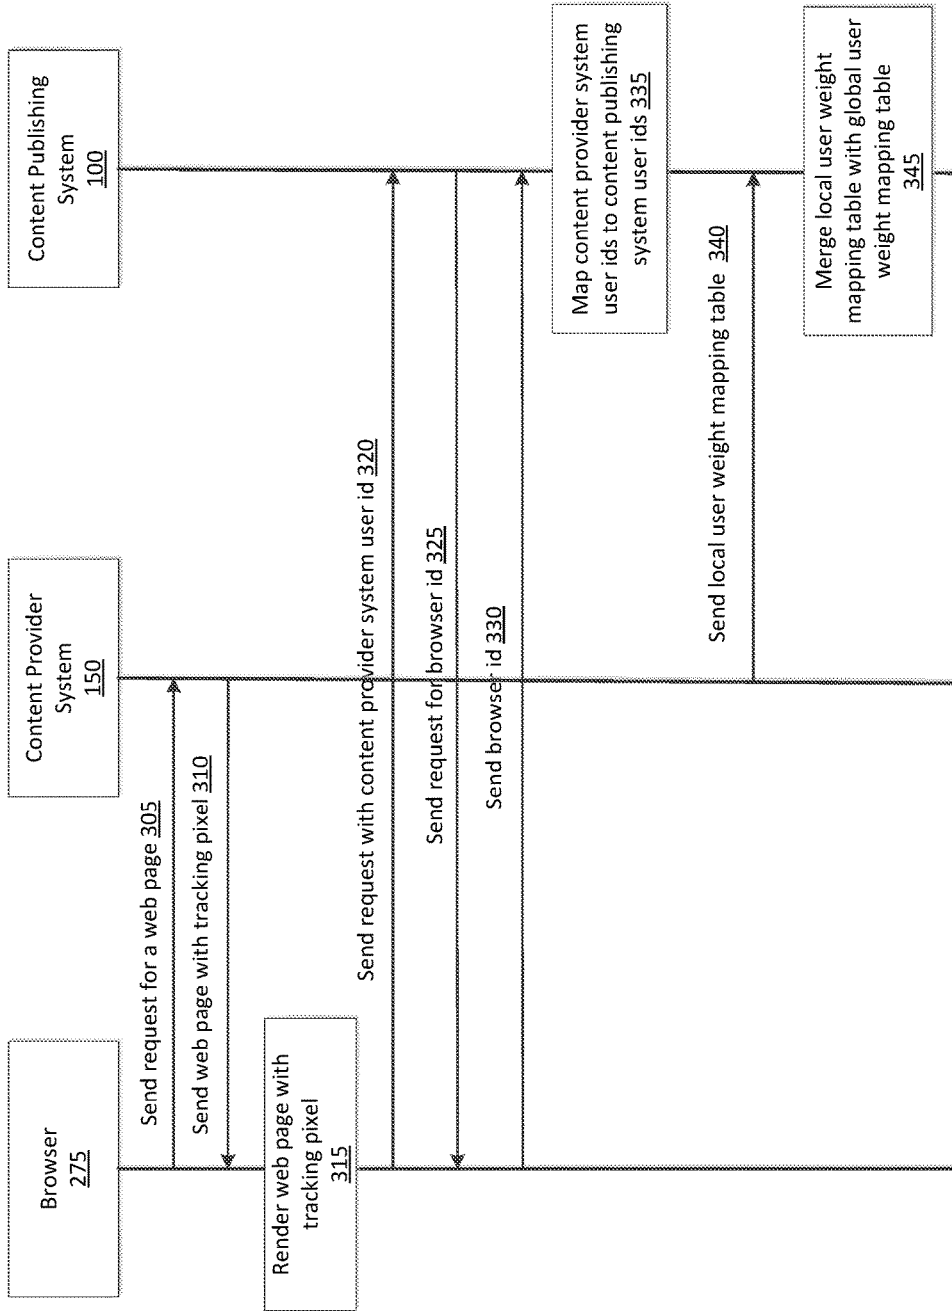 Browser
275
Content Provider
System
150
Content Publishing
System
100
Send request for a web page 305
Send web page with tracking pixel 310
Render web page with
tracking pixel
315
Send request with content provider system user id 320
Send request for browser id 325
Send browser id 330
Map content provider system
user ids to content publishing
system user ids 335
Send local user weight mapping table 340
Merge local user weight
mapping table with global user
weight mapping table
345